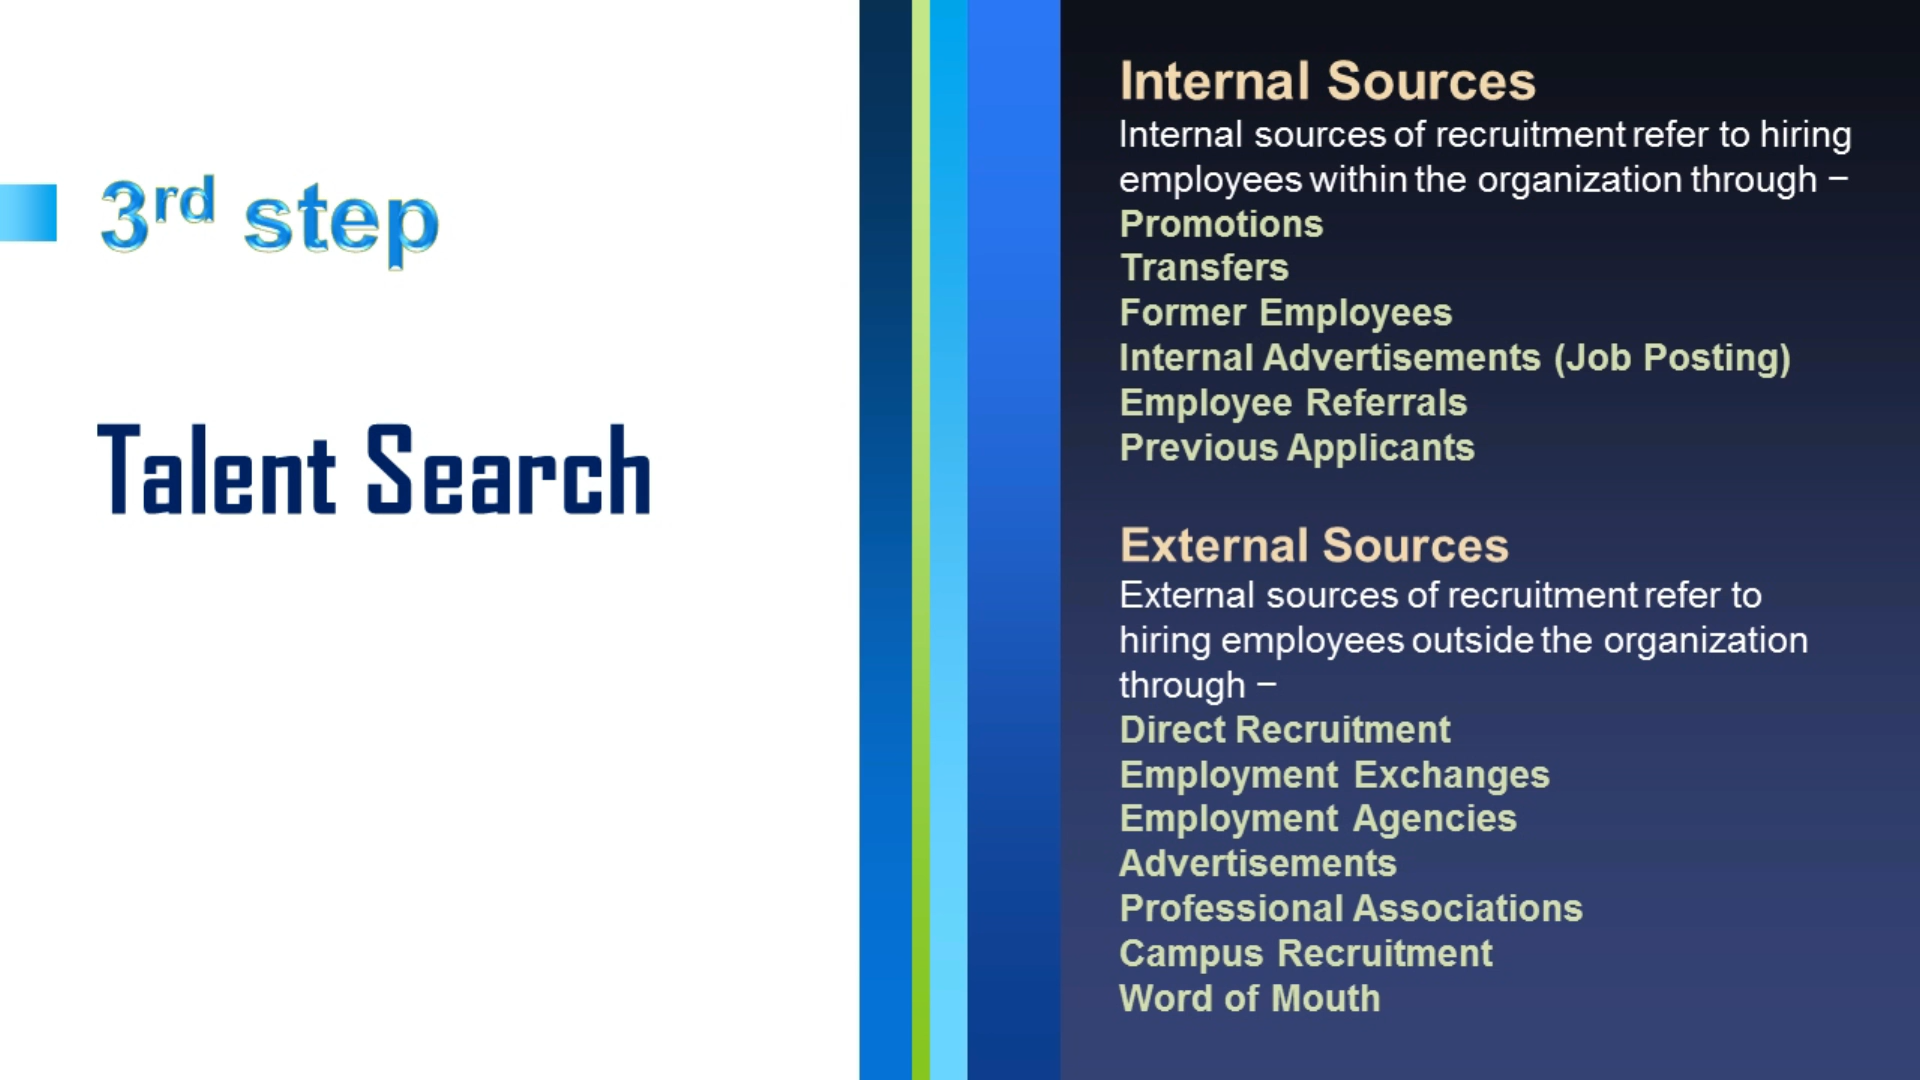 3rd step
Talent Search
Internal Sources
Internal sources of recruitment refer to hiring
employees within the organization through –
Promotions
Transfers
Former Employees
Internal Advertisements (Job Posting)
Employee Referrals
Previous Applicants
External Sources
External sources of recruitment refer to
hiring employees outside the organization
through –
Direct Recruitment
Employment Exchanges
Employment Agencies
Advertisements
Professional Associations
Campus Recruitment
Word of Mouth